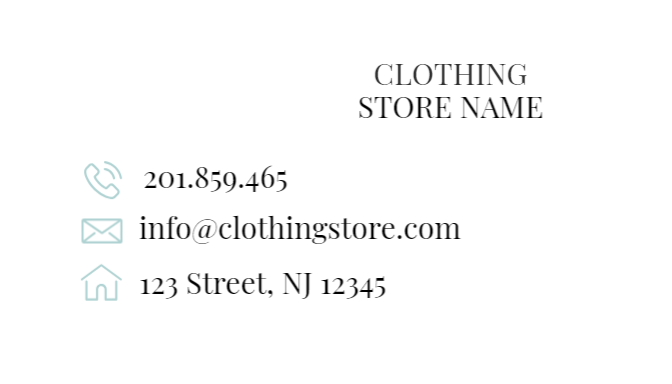 CLOTHING
STORE NAME
201.859.465
info@clothingstore.com
123 Street, NJ 12345